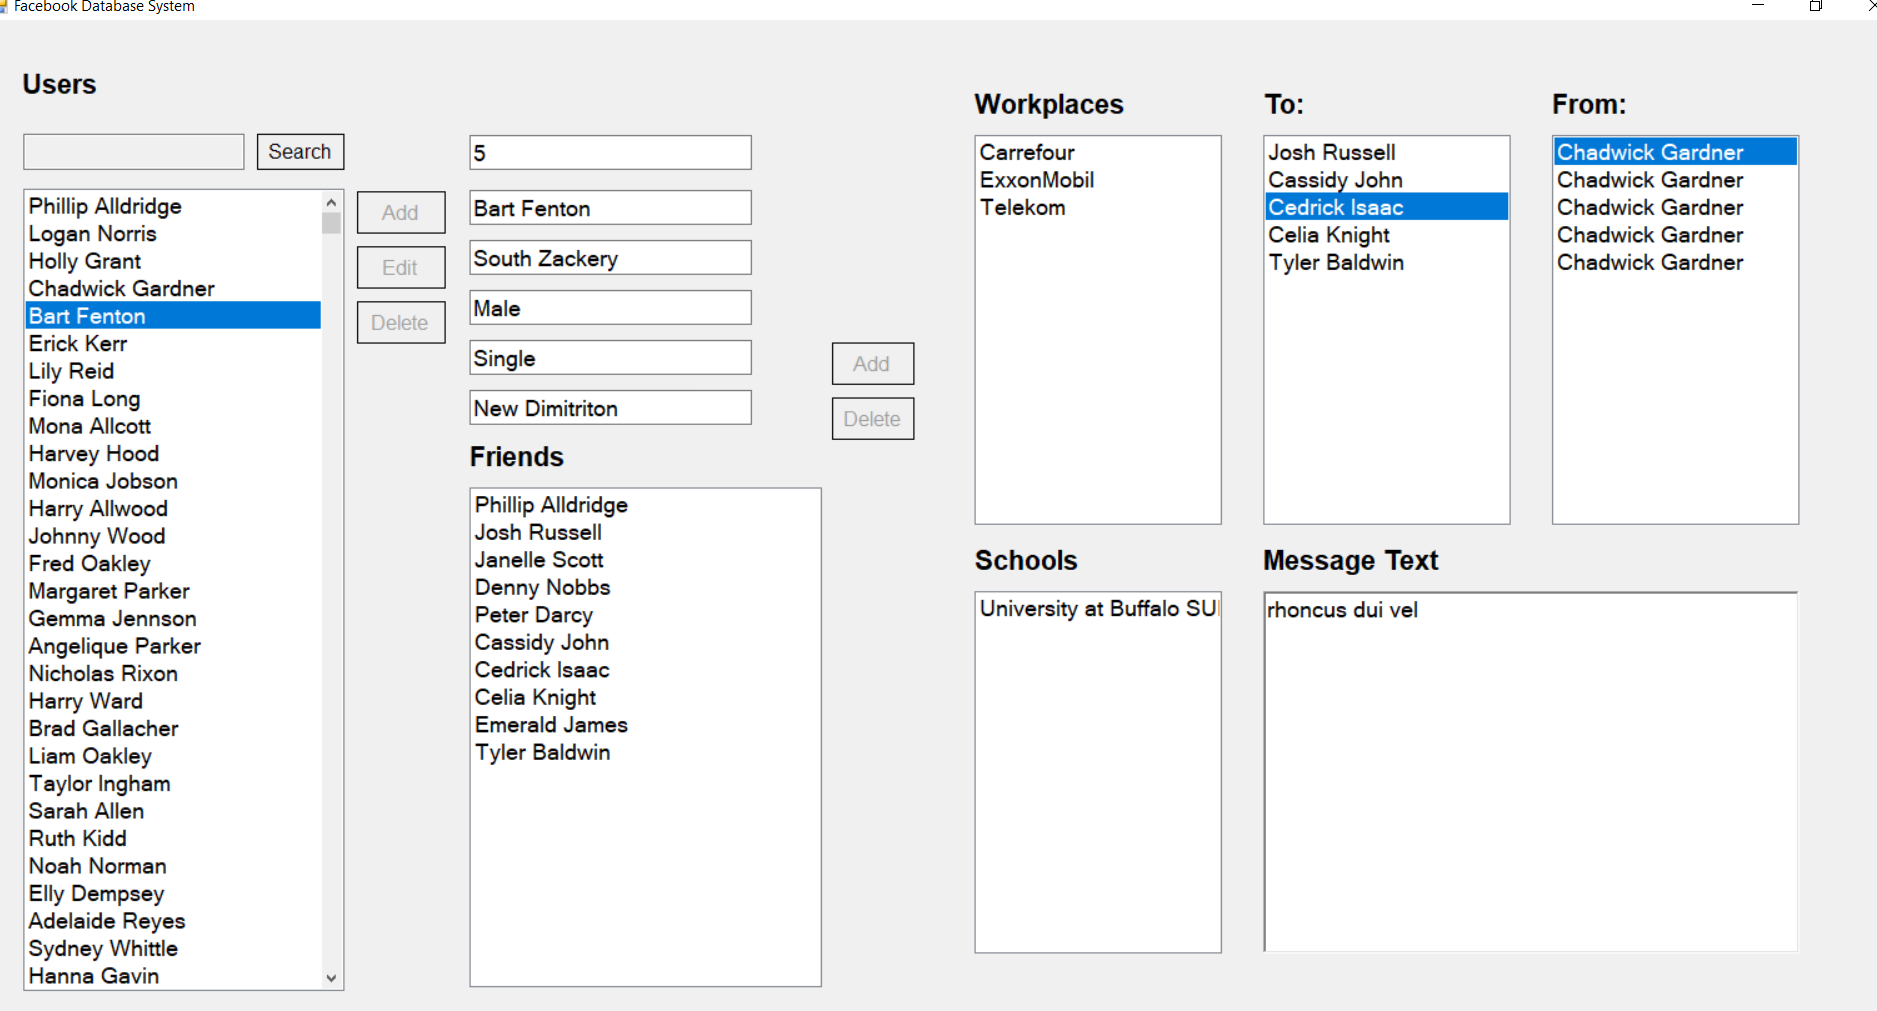 Facebook Database System
Users
Search
Phillip Alldridge
Logan Norris
Holly Grant
Chadwick Gardner
Bart Fenton
Erick Kerr
Lily Reid
Fiona Long
Mona Allcott
Harvey Hood
Monica Jobson
Harry Allwood
Johnny Wood
Fred Oakley
Margaret Parker
Gemma Jennson
Angelique Parker
Nicholas Rixon
Harry Ward
Brad Gallacher
Liam Oakley
Taylor Ingham
Sarah Allen
Ruth Kidd
Noah Norman
Elly Dempsey
Adelaide Reyes
Sydney Whittle
Hanna Gavin
Add
Edit
Delete
5
Bart Fenton
South Zackery
Male
Single
New Dimitriton
Add
Delete
Friends
Phillip Alldridge
Josh Russell
Janelle Scott
Denny Nobbs
Peter Darcy
Cassidy John
Cedrick Isaac
Celia Knight
Emerald James
Tyler Baldwin
Workplaces
Carrefour
ExxonMobil
Telekom
To:
Josh Russell
Cassidy John
Cedrick Isaac
Celia Knight
Tyler Baldwin
From:
Chadwick Gardner
Chadwick Gardner
Chadwick Gardner
Chadwick Gardner
Chadwick Gardner
Schools
University at Buffalo
Message Text
rhoncus dui vel